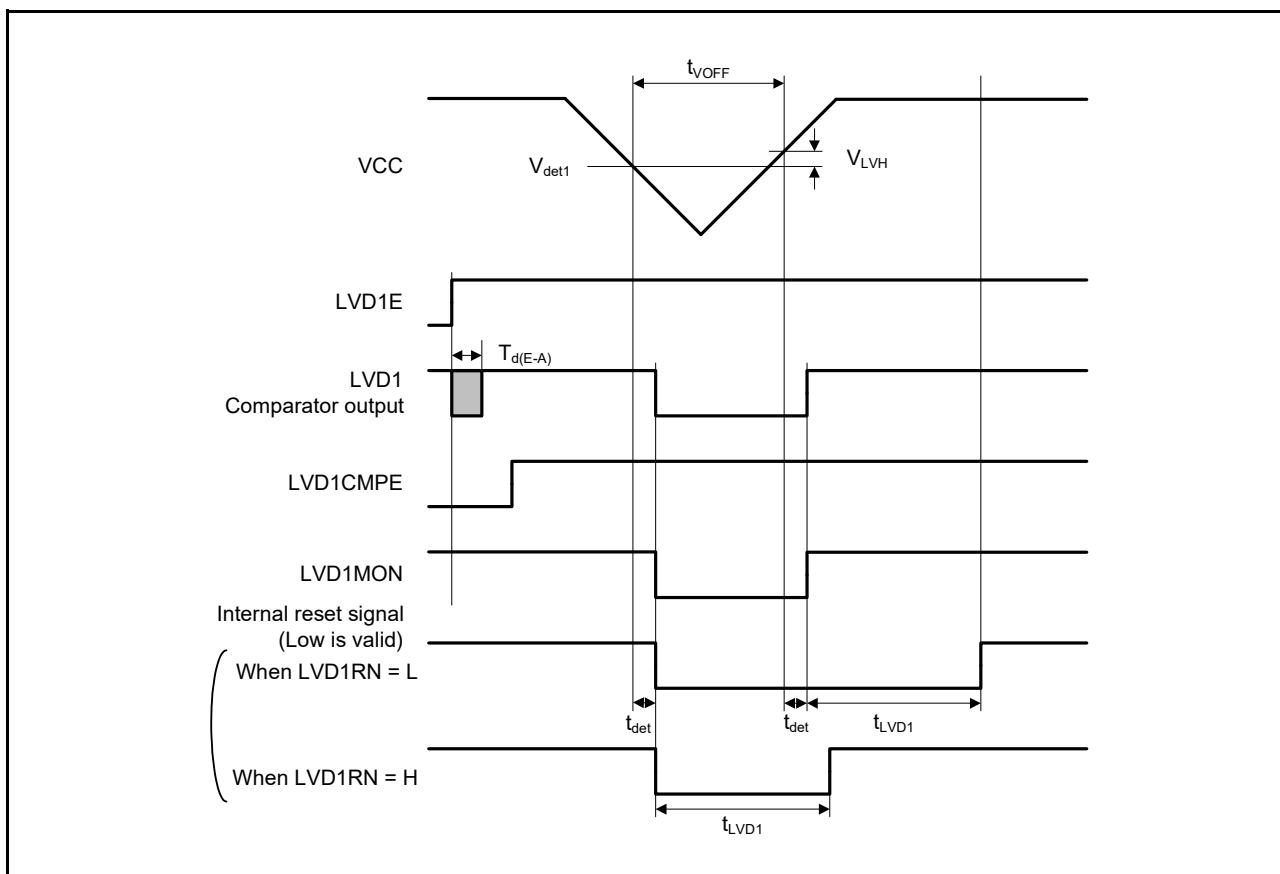 tVOFF
VCC
Vdet1
VLVH
LVD1E
Td(E-A)
LVD1
Comparator output
LVD1CMPE
LVD1MON
Internal reset signal
(Low is valid)
When LVD1RN = L
tdet
tdet
tLVD1
When LVD1RN = H
tLVD1